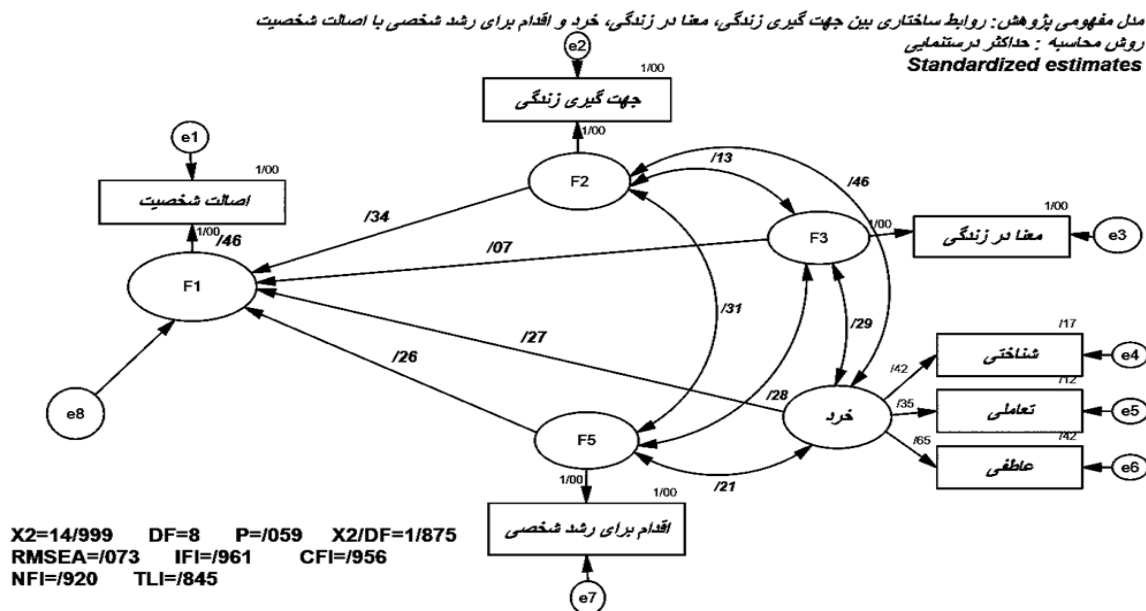 مدل مفهومی پژوهش: روابط ساختاری بین جهت گیری زندگی، معنا در زندگی، خرد و اقدام برای رشد شخصی با اصالت شخصیت
روش محاسبه : حداکثر درستنمایی
Standardized estimates
e2
1/00
جهت گیری زندگی
1/00
e1
1/00
اصالت شخصیت
1/00
/46
F1
F2
/13
/46
/34
F3
1/00
1/00
معنا در زندگی
e3
/07
/31
/29
/27
/26
/28
/17
شناختی
e4
/42
/12
تعاملی
e5
/35
/42
عاطفی
e6
/65
خرد
e8
F5
/21
1/00
1/00
اقدام برای رشد شخصی
e7
X2=14/999 DF=8 P=/059 X2/DF=1/875
RMSEA=/073 IFI=/961 CFI=/956
NFI=/920 TLI=/845